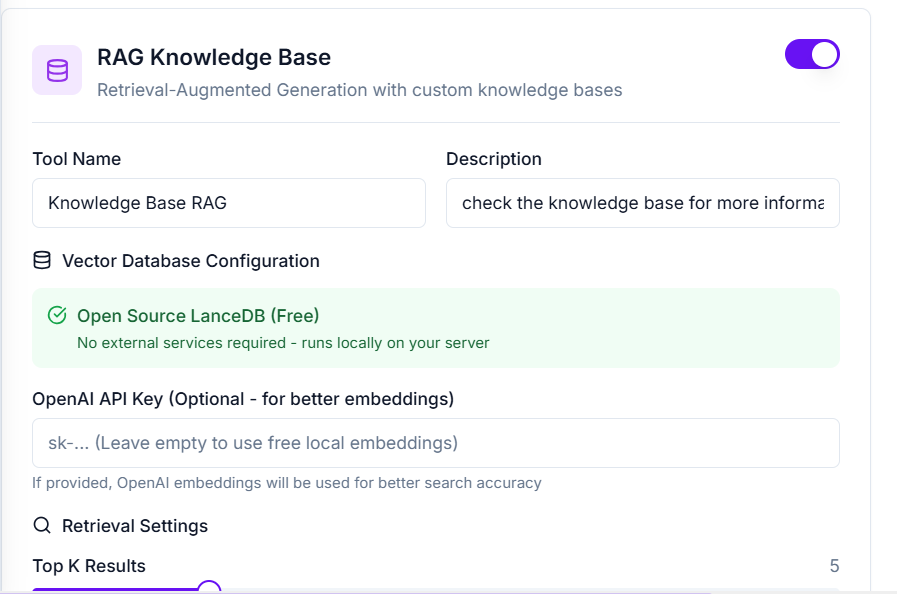 RAG Knowledge Base
Retrieval-Augmented Generation with custom knowledge bases
Tool Name
Description
Knowledge Base RAG
check the knowledge base for more informa
Vector Database Configuration
Open Source LanceDB (Free)
No external services required - runs locally on your server
OpenAI API Key (Optional - for better embeddings)
sk-... (Leave empty to use free local embeddings)
If provided, OpenAI embeddings will be used for better search accuracy
Retrieval Settings
Top K Results
5